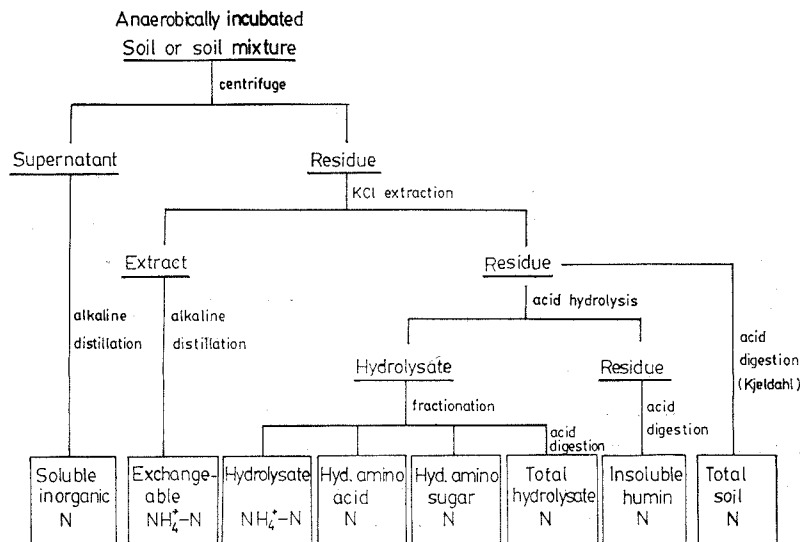 Anaerobically incubated
Soil or soil mixture
centrifuge
Supernatant
Residue
KCl extraction
Extract
Residue
alkaline
distillation
alkaline
distillation
acid hydrolysis
acid
digestion
(Kjeldahl)
Hydrolysate
Residue
fractionation
acid
digestion
acid
digestion
Soluble
inorganic
N
Exchange-
able
NH₄⁺-N
Hydrolysate
NH₄⁺-N
Hyd. amino
acid
N
Hyd. amino
sugar
N
Total
hydrolysate
N
Insoluble
humin
N
Total
soil
N